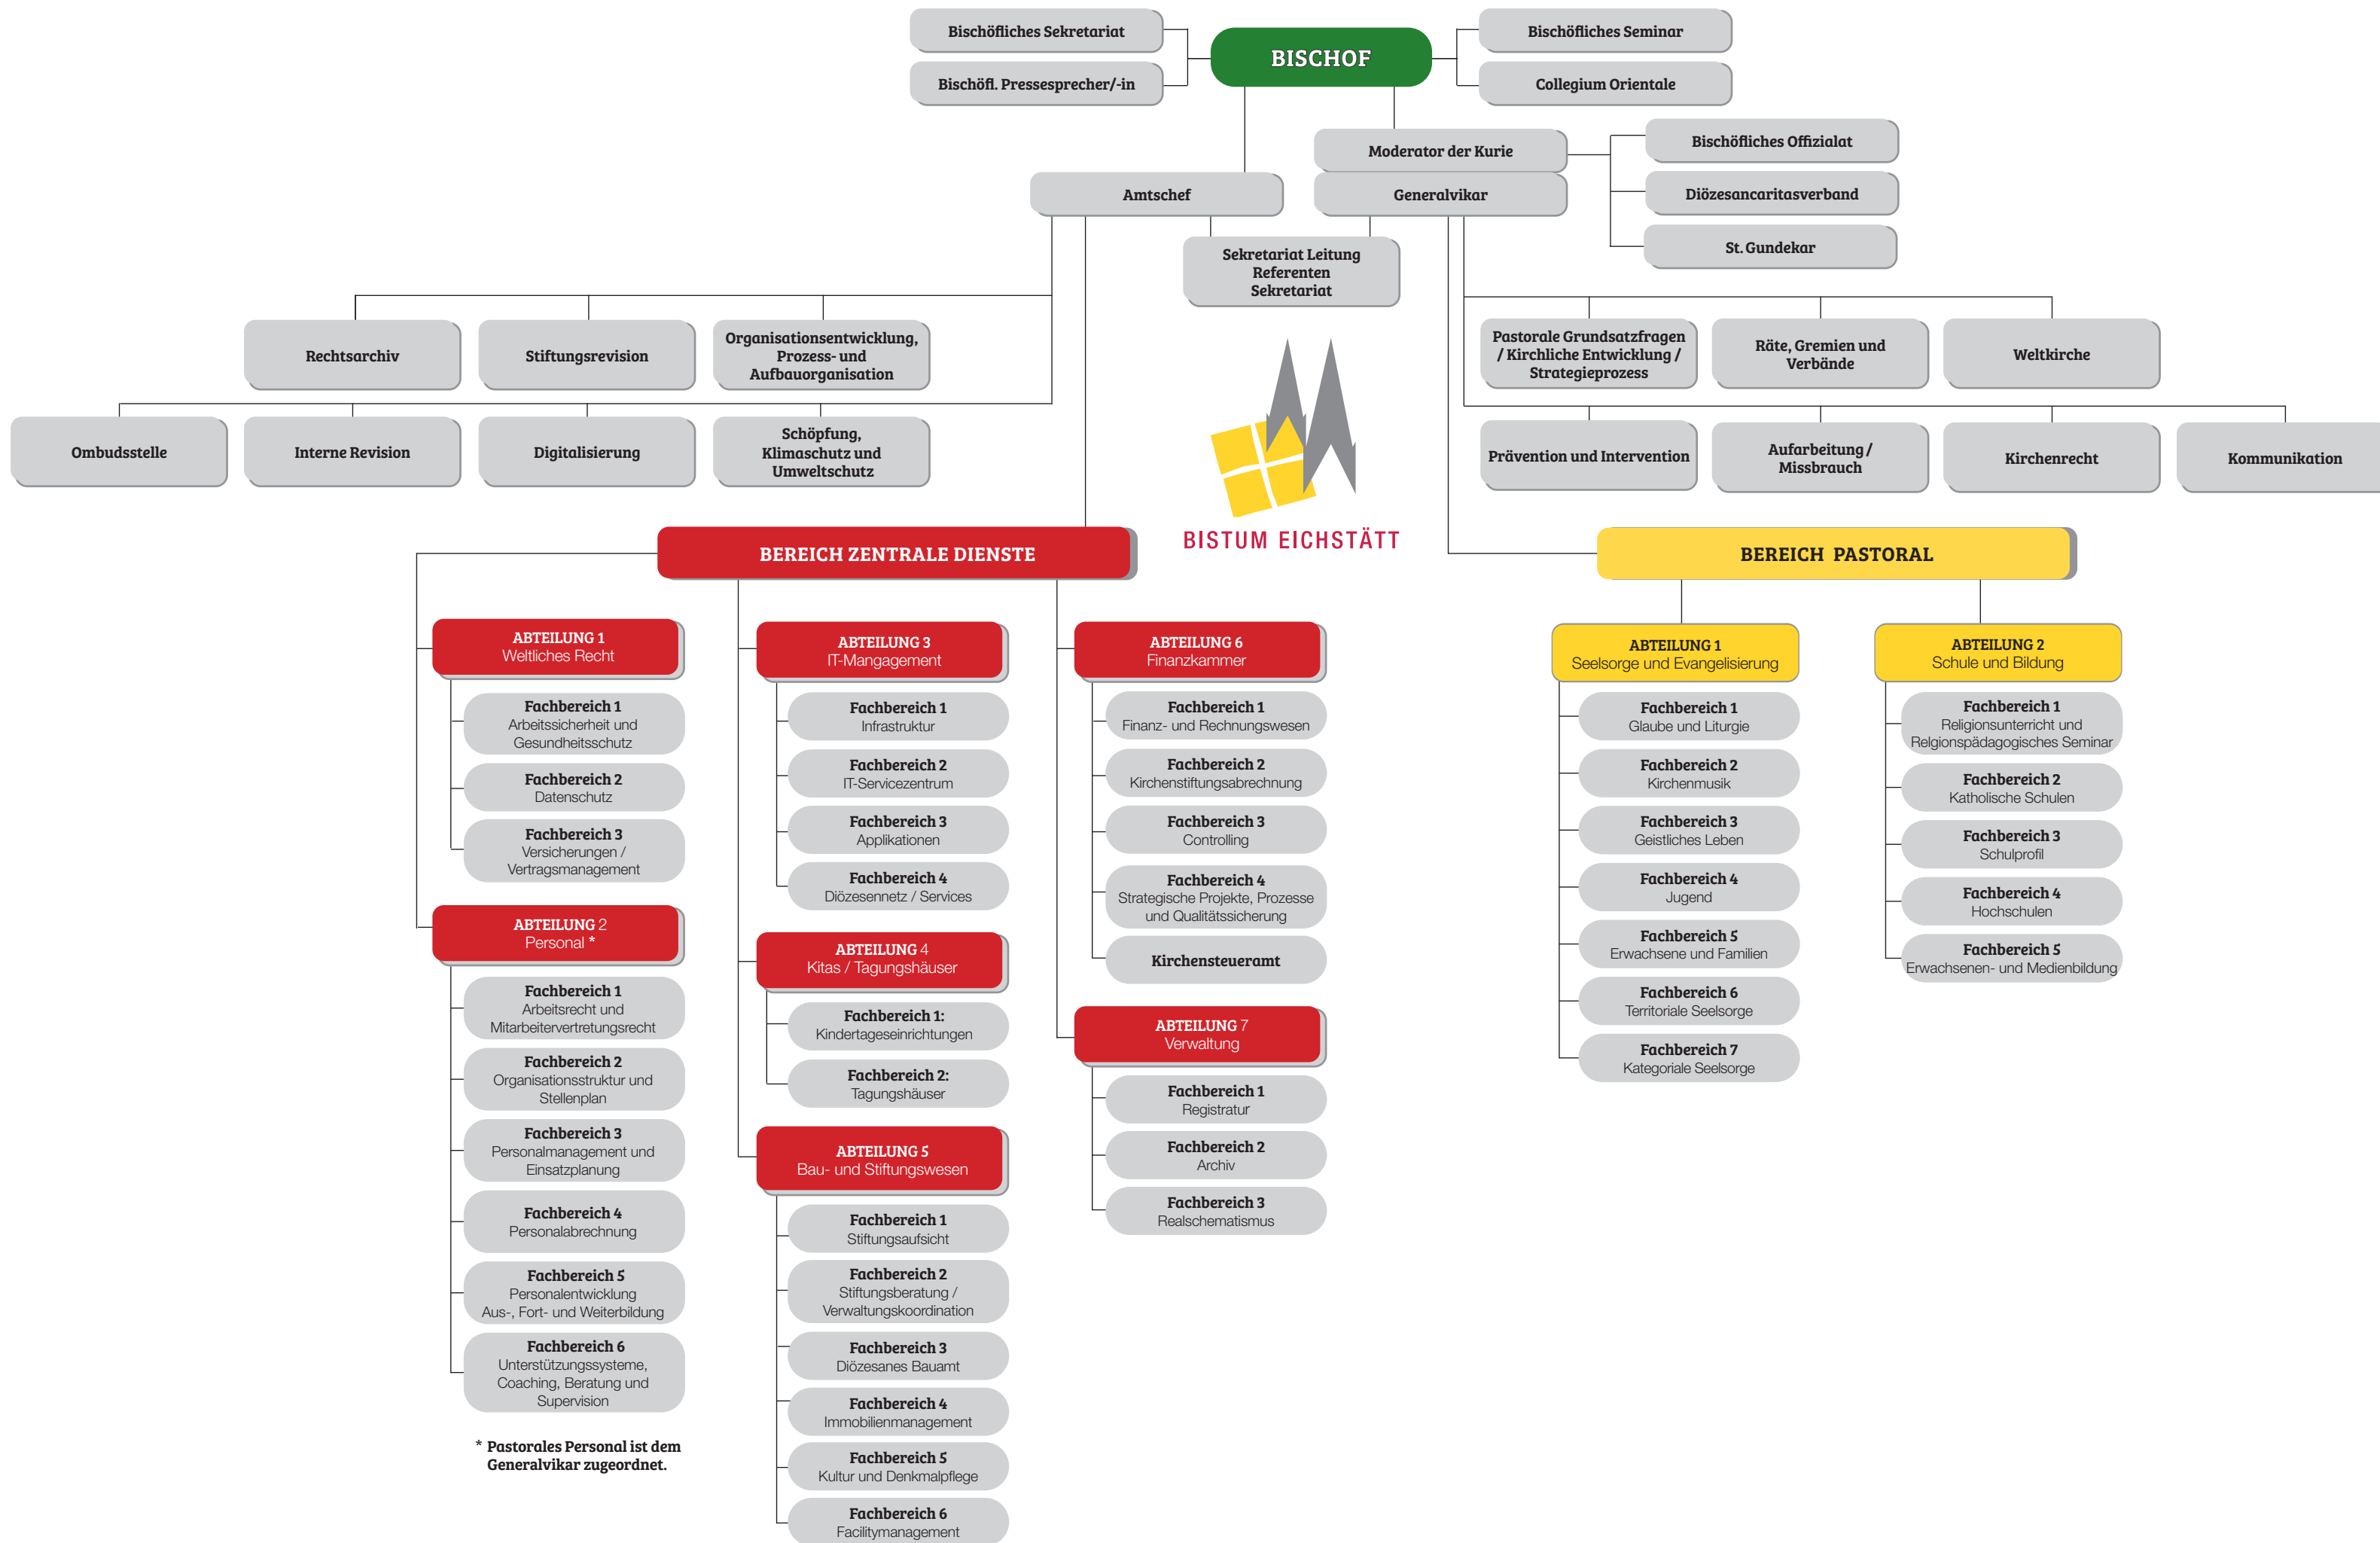 Bischöfliches Sekretariat
Bischöfl. Pressesprecher/-in
BISCHOF
Bischöfliches Seminar
Collegium Orientale
Moderator der Kurie
Generalvikar
Amtschef
Bischöfliches Offizialat
Diözesancaritasverband
St. Gundekar
Sekretariat Leitung
Referenten
Sekretariat
Rechtsarchiv
Stiftungsrevision
Organisationsentwicklung,
Prozess- und
Aufbauorganisation
Ombudsstelle
Interne Revision
Digitalisierung
Schöpfung,
Klimaschutz und
Umweltschutz
Pastorale Grundsatzfragen
/ Kirchliche Entwicklung /
Strategieprozess
Räte, Gremien und
Verbände
Weltkirche
Prävention und Intervention
Aufarbeitung /
Missbrauch
Kirchenrecht
Kommunikation
BISTUM EICHSTÄTT
BEREICH ZENTRALE DIENSTE
ABTEILUNG 1
Weltliches Recht
Fachbereich 1
Arbeitssicherheit und
Gesundheitsschutz
Fachbereich 2
Datenschutz
Fachbereich 3
Versicherungen /
Vertragsmanagement
ABTEILUNG 2
Personal *
Fachbereich 1
Arbeitsrecht und
Mitarbeitervertretungsrecht
Fachbereich 2
Organisationsstruktur und
Stellenplan
Fachbereich 3
Personalmanagement und
Einsatzplanung
Fachbereich 4
Personalabrechnung
Fachbereich 5
Personalentwicklung
Aus-, Fort- und Weiterbildung
Fachbereich 6
Unterstützungssysteme,
Coaching, Beratung und
Supervision
* Pastorales Personal ist dem
Generalvikar zugeordnet.
ABTEILUNG 3
IT-Mangagement
Fachbereich 1
Infrastruktur
Fachbereich 2
IT-Servicezentrum
Fachbereich 3
Applikationen
Fachbereich 4
Diözesennetz / Services
ABTEILUNG 4
Kitas / Tagungshäuser
Fachbereich 1:
Kindertageseinrichtungen
Fachbereich 2:
Tagungshäuser
ABTEILUNG 5
Bau- und Stiftungswesen
Fachbereich 1
Stiftungsaufsicht
Fachbereich 2
Stiftungsberatung /
Verwaltungskoordination
Fachbereich 3
Diözesanes Bauamt
Fachbereich 4
Immobilienmanagement
Fachbereich 5
Kultur und Denkmalpflege
Fachbereich 6
Facilitymanagement
ABTEILUNG 6
Finanzkammer
Fachbereich 1
Finanz- und Rechnungswesen
Fachbereich 2
Kirchenstiftungsabrechnung
Fachbereich 3
Controlling
Fachbereich 4
Strategische Projekte, Prozesse
und Qualitätssicherung
Kirchensteueramt
ABTEILUNG 7
Verwaltung
Fachbereich 1
Registratur
Fachbereich 2
Archiv
Fachbereich 3
Realschematismus
BEREICH PASTORAL
ABTEILUNG 1
Seelsorge und Evangelisierung
Fachbereich 1
Glaube und Liturgie
Fachbereich 2
Kirchenmusik
Fachbereich 3
Geistliches Leben
Fachbereich 4
Jugend
Fachbereich 5
Erwachsene und Familien
Fachbereich 6
Territoriale Seelsorge
Fachbereich 7
Kategoriale Seelsorge
ABTEILUNG 2
Schule und Bildung
Fachbereich 1
Religionsunterricht und
Relgionspädagogisches Seminar
Fachbereich 2
Katholische Schulen
Fachbereich 3
Schulprofil
Fachbereich 4
Hochschulen
Fachbereich 5
Erwachsenen- und Medienbildung